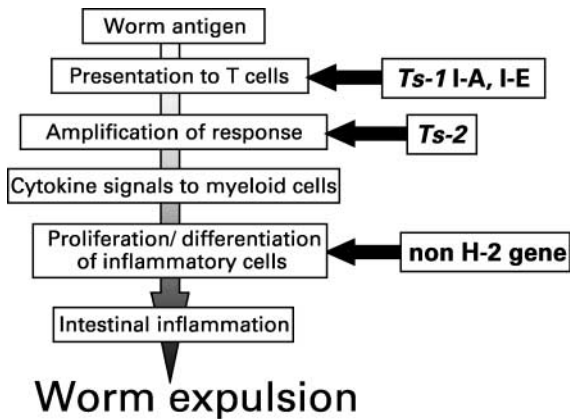 Worm antigen
Presentation to T cells
Ts-1 I-A, I-E
Amplification of response
Ts-2
Cytokine signals to myeloid cells
Proliferation/ differentiation
of inflammatory cells
non H-2 gene
Intestinal inflammation
Worm expulsion